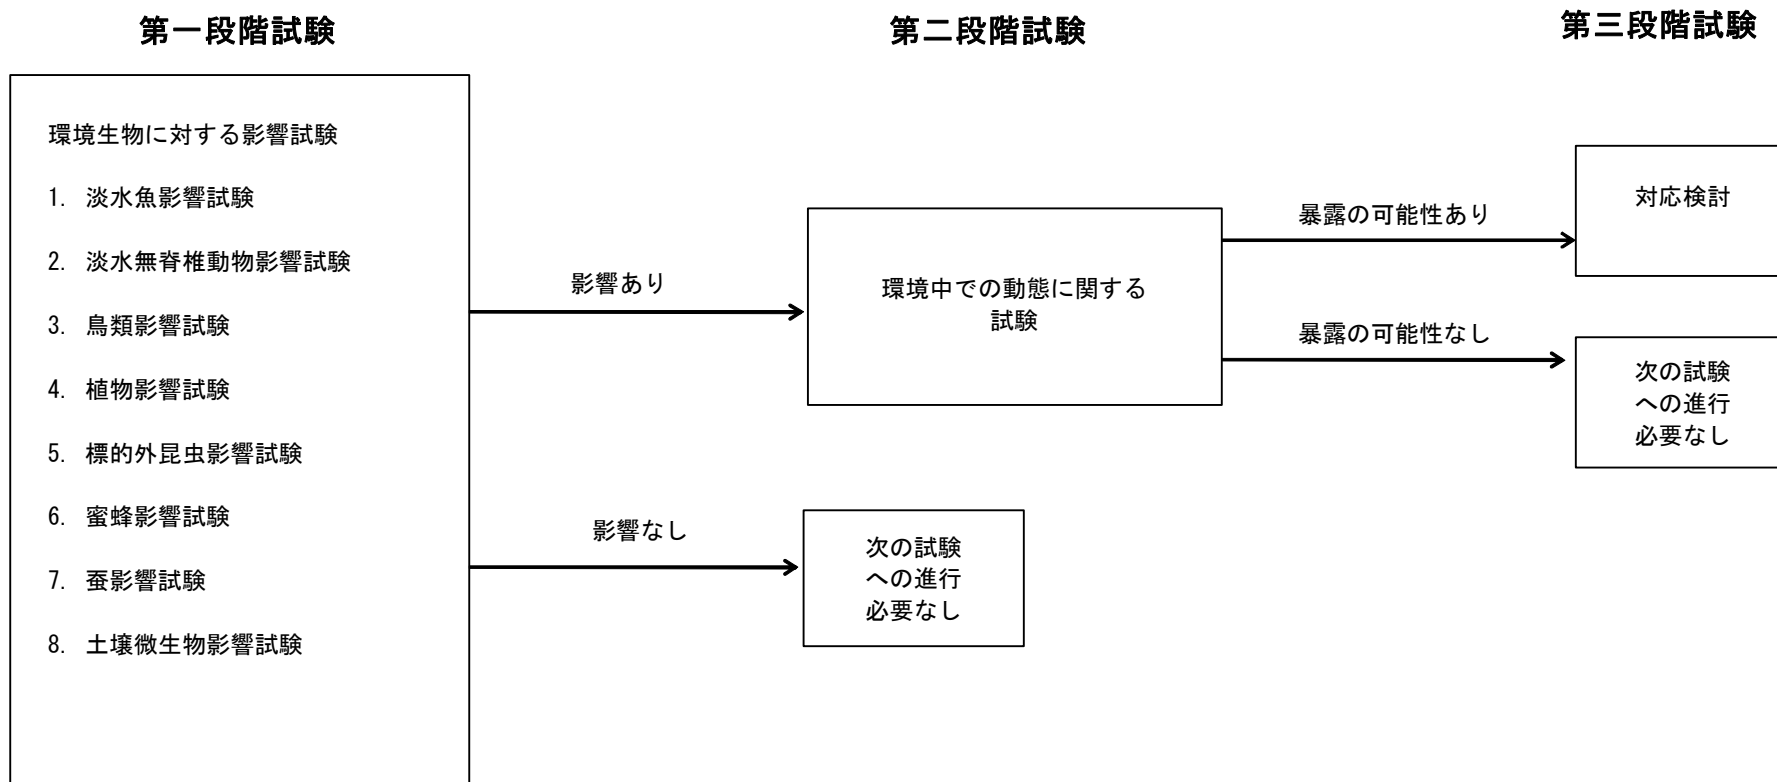 第一段階試験
第二段階試験
第三段階試験
環境生物に対する影響試験
1. 淡水魚影響試験
2. 淡水無脊椎動物影響試験
3. 鳥類影響試験
4. 植物影響試験
5. 標的外昆虫影響試験
6. 蜜蜂影響試験
7. 蚕影響試験
8. 土壌微生物影響試験
影響あり
影響なし
環境中での動態に関する
試験
次の試験
への進行
必要なし
暴露の可能性あり
暴露の可能性なし
対応検討
次の試験
への進行
必要なし